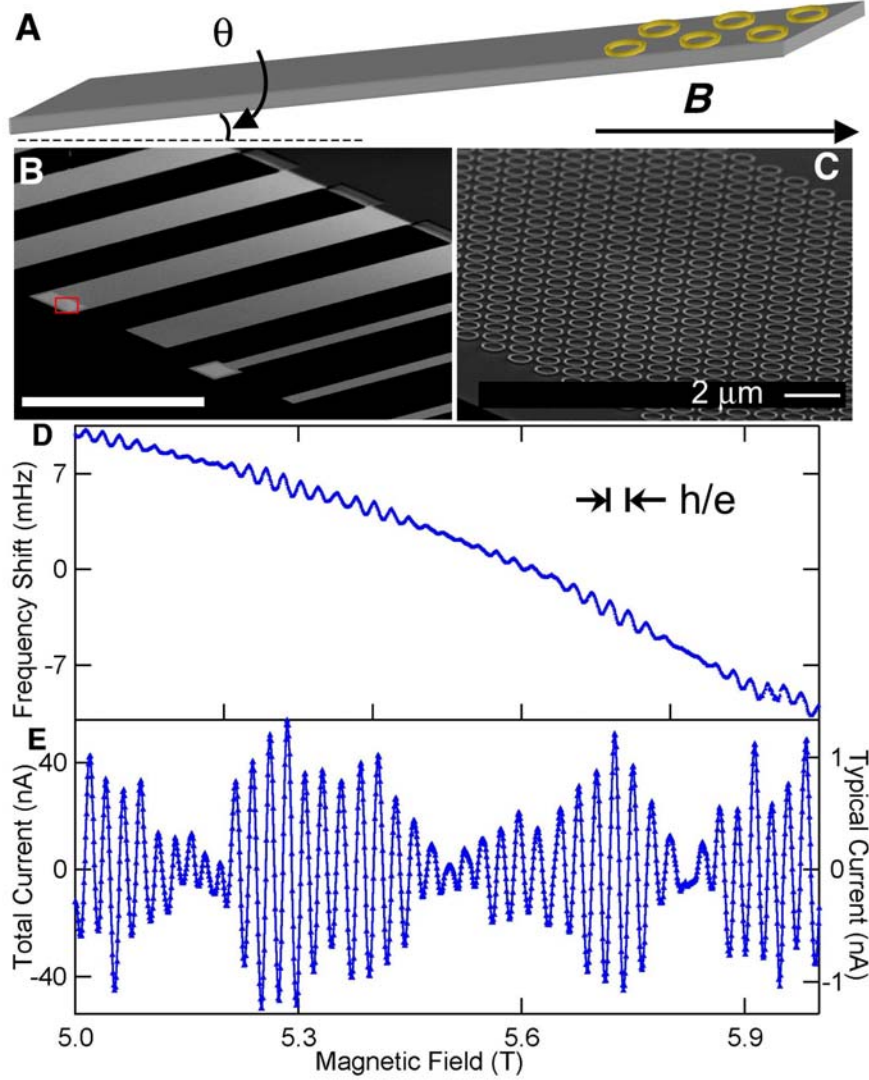 A
θ
B
B
C
2 μm
D
Frequency Shift (mHz)
7
0
-7
h/e
E
Total Current (nA)
40
0
-40
Typical Current (nA)
1
0
-1
5.0
5.3
5.6
5.9
Magnetic Field (T)